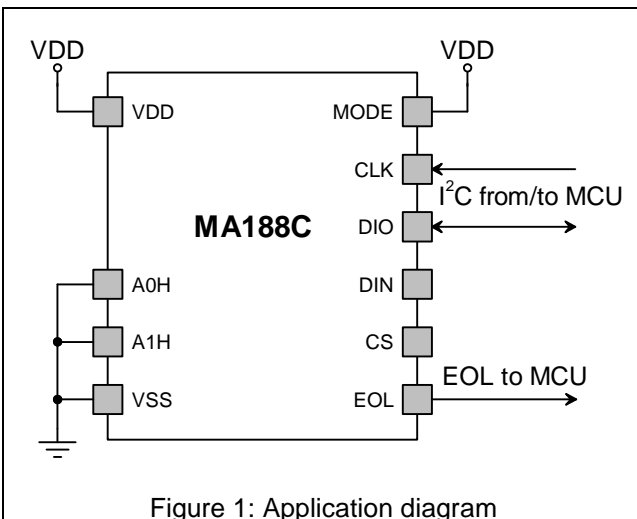 VDD VDD
VDD MODE
CLK
I²C from/to MCU
MA188C DIO
A0H DIN
A1H CS
EOL to MCU
VSS EOL
Figure 1: Application diagram